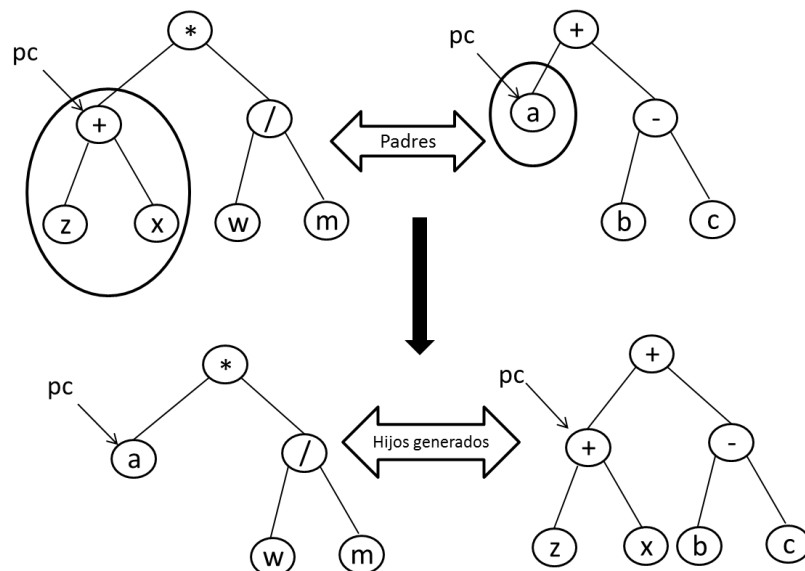 *
+
pc
pc
+
/
Padres
a
-
z
x
w
m
b
c
*
+
pc
pc
a
/
Hijos generados
+
-
w
m
z
x
b
c